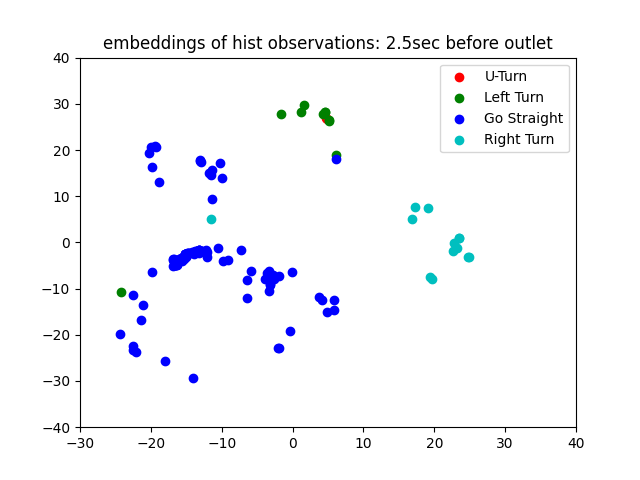 embeddings of hist observations: 2.5sec before outlet
U-Turn
Left Turn
Go Straight
Right Turn
40
30
20
10
0
−10
−20
−30
−40
−30 −20 −10 0 10 20 30 40